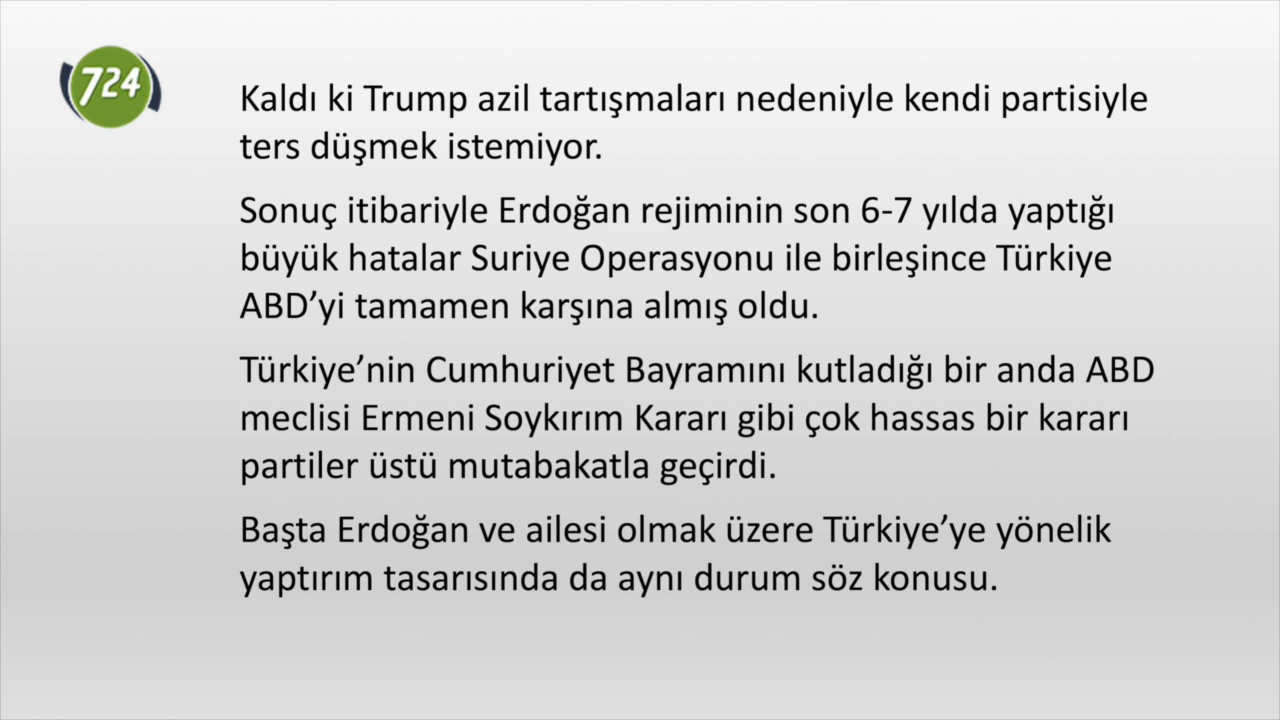 724
Kaldı ki Trump azil tartışmaları nedeniyle kendi partisiyle
ters düşmek istemiyor.
Sonuç itibariyle Erdoğan rejiminin son 6-7 yılda yaptığı
büyük hatalar Suriye Operasyonu ile birleşince Türkiye
ABD’yi tamamen karşına almış oldu.
Türkiye’nin Cumhuriyet Bayramını kutladığı bir anda ABD
meclisi Ermeni Soykırım Kararı gibi çok hassas bir kararı
partiler üstü mutabakatla geçirdi.
Başta Erdoğan ve ailesi olmak üzere Türkiye’ye yönelik
yaptırım tasarısında da aynı durum söz konusu.